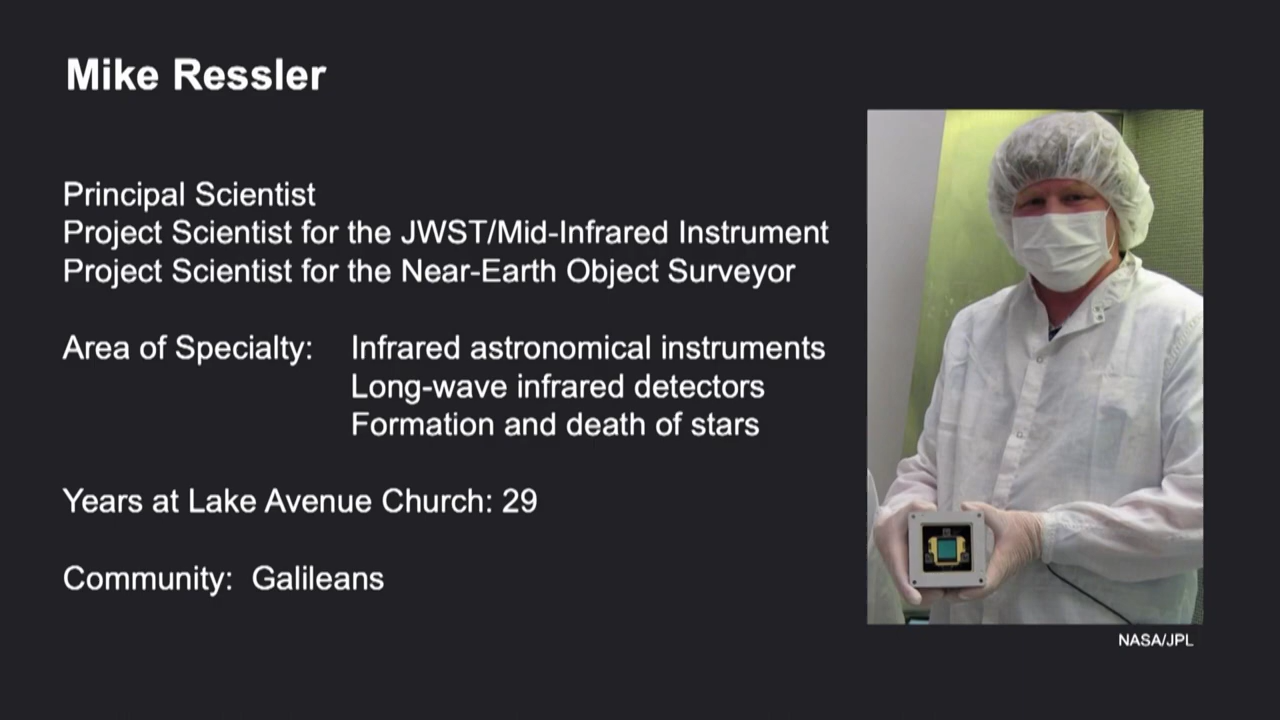 Mike Ressler
Principal Scientist
Project Scientist for the JWST/Mid-Infrared Instrument
Project Scientist for the Near-Earth Object Surveyor
Area of Specialty: Infrared astronomical instruments
Long-wave infrared detectors
Formation and death of stars
Years at Lake Avenue Church: 29
Community: Galileans
NASA/JPL